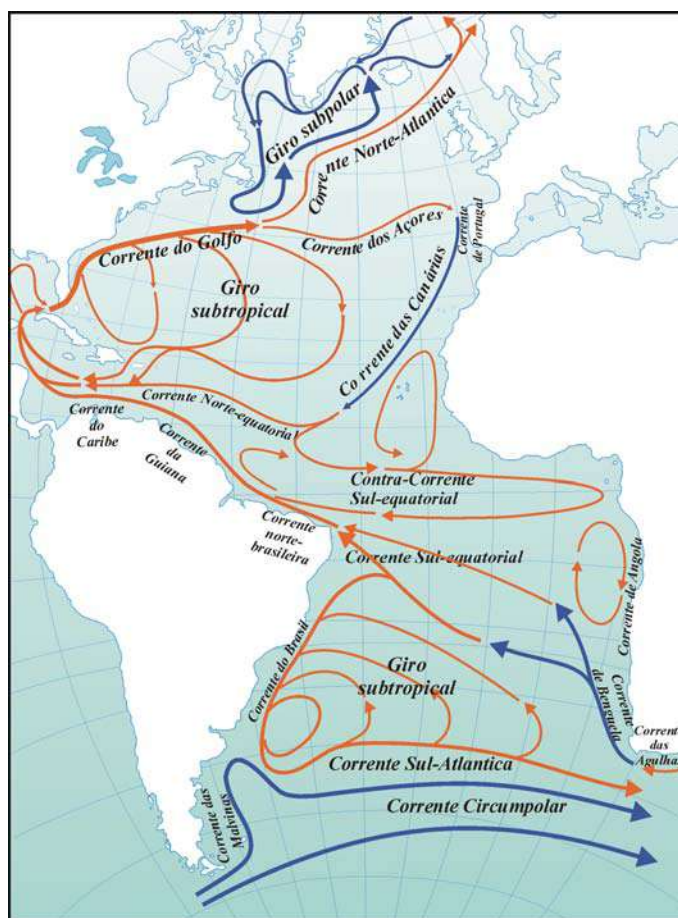 Giro subpolar
Corrente Norte-Atlantica
Corrente do Golfo
Corrente dos Açores
Corrente
de Portugal
Giro
subtropical
Corrente das Canárias
Corrente Norte-equatorial
Corrente
do
Caribe
Corrente
da
Guiana
Contra-Corrente
Sul-equatorial
Corrente
norte-
brasileira
Corrente Sul-equatorial
Corrente de Angola
Corrente do Brasil
Giro
subtropical
Corrente
de Benguela
Corrente
das
Agulhas
Corrente Sul-Atlantica
Corrente das
Malvinas
Corrente Circumpolar